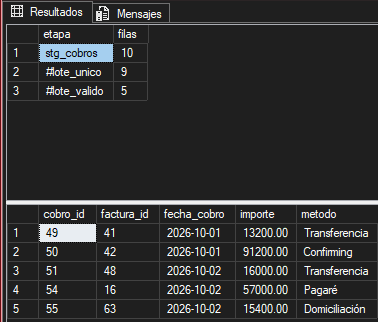 Resultados Mensajes
etapa filas
1 stg_cobros 10
2 #lote_unico 9
3 #lote_valido 5
cobro_id factura_id fecha_cobro importe metodo
1 49 41 2026-10-01 13200.00 Transferencia
2 50 42 2026-10-01 91200.00 Confirming
3 51 48 2026-10-02 16000.00 Transferencia
4 54 16 2026-10-02 57000.00 Pagaré
5 55 63 2026-10-02 15400.00 Domiciliación